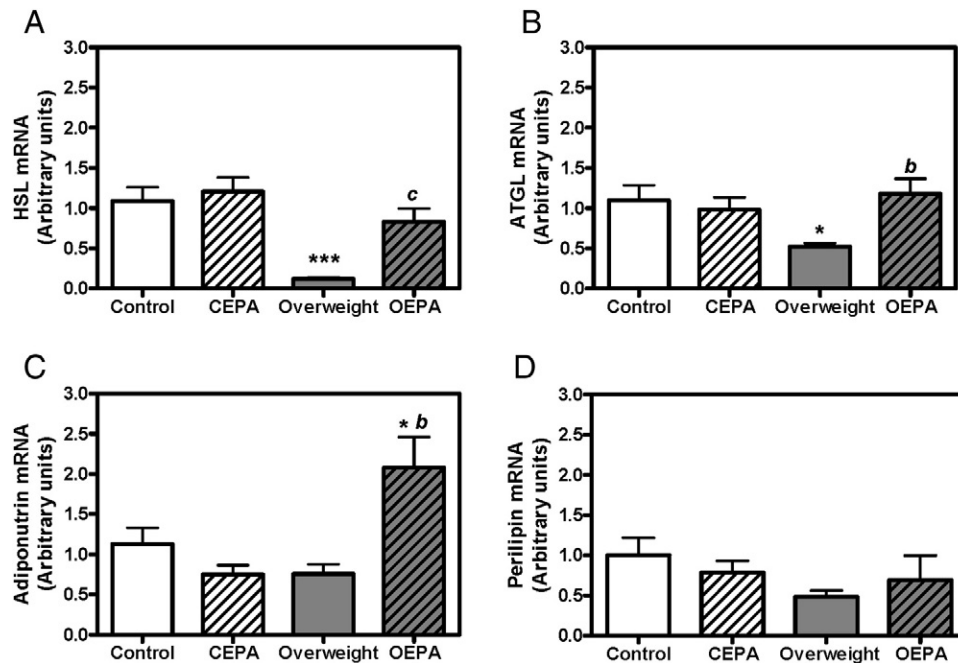 A
HSL mRNA
(Arbitrary units)
3.0
2.5
2.0
1.5
1.0
0.5
0.0
***
c
Control CEPA Overweight OEPA
B
ATGL mRNA
(Arbitrary units)
3.0
2.5
2.0
1.5
1.0
0.5
0.0
*
b
Control CEPA Overweight OEPA
C
Adiponutrin mRNA
(Arbitrary units)
3.0
2.5
2.0
1.5
1.0
0.5
0.0
* b
Control CEPA Overweight OEPA
D
Perilipin mRNA
(Arbitrary units)
3.0
2.5
2.0
1.5
1.0
0.5
0.0
Control CEPA Overweight OEPA